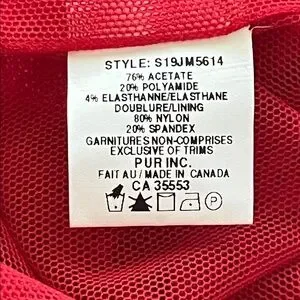 STYLE: S19JM5614
76% ACETATE
20% POLYAMIDE
4% ELASTHANNE/ELASTHANE
DOUBLURE/LINING
80% NYLON
20% SPANDEX
GARNITURES NON-COMPRISES
EXCLUSIVE OF TRIMS
PUR INC.
FAIT AU / MADE IN CANADA
CA 35553
P